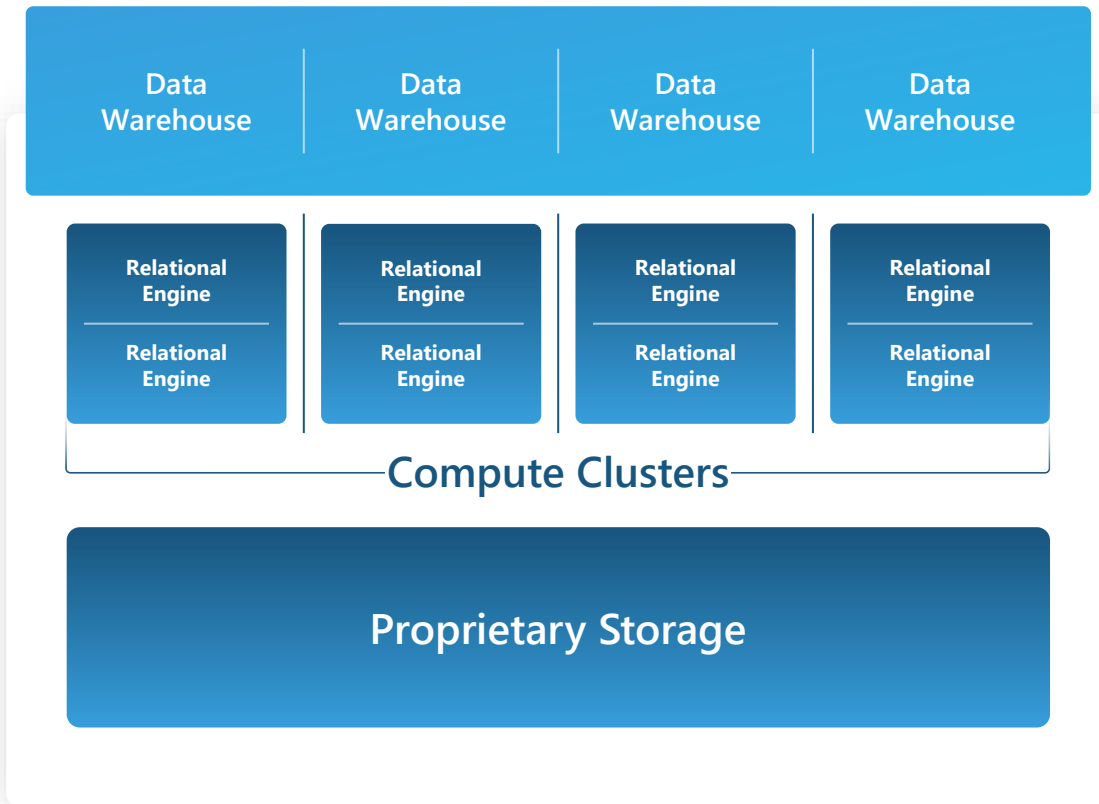 Data
Warehouse
Data
Warehouse
Data
Warehouse
Data
Warehouse
Relational
Engine
Relational
Engine
Relational
Engine
Relational
Engine
Relational
Engine
Relational
Engine
Relational
Engine
Relational
Engine
Compute Clusters
Proprietary Storage